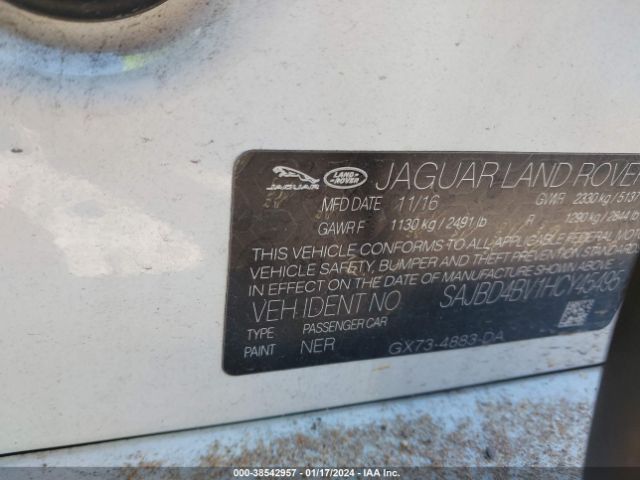 JAGUAR
LAND ROVER
JAGUAR LAND ROVER
MFD DATE 11/16 GVWR 2330 kg / 5137
GAWR F 1130 kg / 2491 lb R 1290 kg / 2844 lb
THIS VEHICLE CONFORMS TO ALL APPLICABLE FEDERAL MOTO
VEHICLE SAFETY, BUMPER AND THEFT PREVENTION STANDARDS
IN EFFECT ON THE DATE OF MANUFACTURE SHOWN ABOVE
VEH. IDENT NO SAJBD4BV1HCY45496
TYPE PASSENGER CAR
PAINT NER GX73-4883-DA
000-38542957 | 01/17/2024 | IAA Inc.